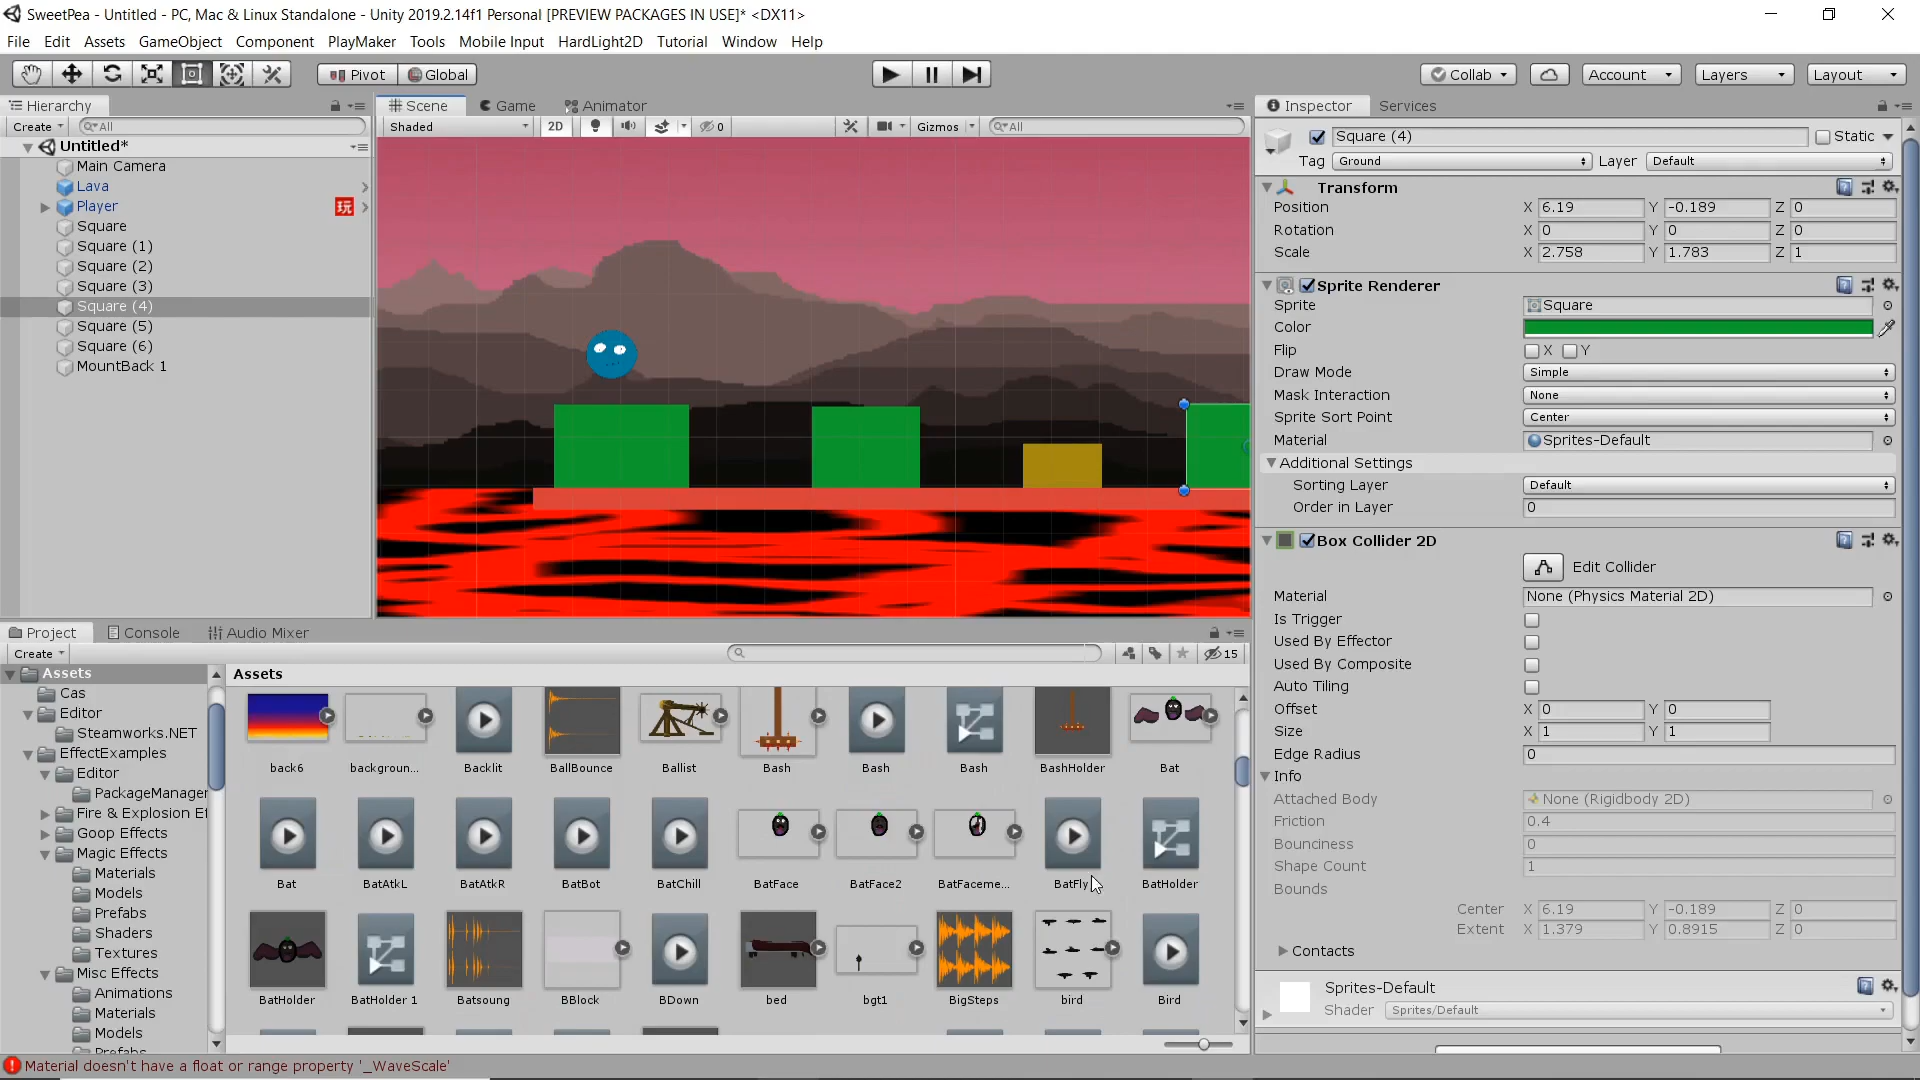 SweetPea - Untitled - PC, Mac & Linux Standalone - Unity 2019.2.14f1 Personal [PREVIEW PACKAGES IN USE]* <DX11>
File Edit Assets GameObject Component PlayMaker Tools Mobile Input HardLight2D Tutorial Window Help
Pivot Global Collab Account Layers Layout
Hierarchy
Create All
Untitled*
Main Camera
Lava
Player 玩
Square
Square (1)
Square (2)
Square (3)
Square (4)
Square (5)
Square (6)
MountBack 1
Scene Game Animator
Shaded 2D 0 Gizmos All
Inspector Services
Square (4) Static
Tag Ground Layer Default
Transform
Position X 6.19 Y -0.189 Z 0
Rotation X 0 Y 0 Z 0
Scale X 2.758 Y 1.783 Z 1
Sprite Renderer
Sprite Square
Color
Flip X Y
Draw Mode Simple
Mask Interaction None
Sprite Sort Point Center
Material Sprites-Default
Additional Settings
Sorting Layer Default
Order in Layer 0
Box Collider 2D
Edit Collider
Material None (Physics Material 2D)
Is Trigger
Used By Effector
Used By Composite
Auto Tiling
Offset X 0 Y 0
Size X 1 Y 1
Edge Radius 0
Info
Attached Body None (Rigidbody 2D)
Friction 0.4
Bounciness 0
Shape Count 1
Bounds
Center X 6.19 Y -0.189 Z 0
Extent X 1.379 Y 0.8915 Z 0
Contacts
Sprites-Default
Shader Sprites/Default
Project Console Audio Mixer
Create 15
Assets
Cas
Editor
Steamworks.NET
EffectExamples
Editor
PackageManager
Fire & Explosion Ef
Goop Effects
Magic Effects
Materials
Models
Prefabs
Shaders
Textures
Misc Effects
Animations
Materials
Models
Prefabs
Assets
back6 backgroun... Backlit BallBounce Ballist Bash Bash Bash BashHolder Bat
Bat BatAtkL BatAtkR BatBot BatChill BatFace BatFace2 BatFaceme... BatFly BatHolder
BatHolder BatHolder 1 Batsoung BBlock BDown bed bgt1 BigSteps bird Bird
Material doesn't have a float or range property '_WaveScale'